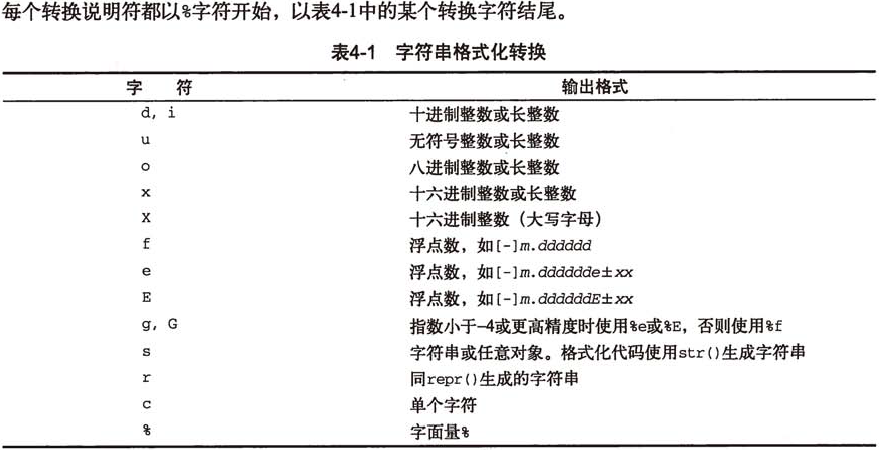 每个转换说明符都以%字符开始，以表4-1中的某个转换字符结尾。
表4-1 字符串格式化转换
字 符 输出格式
d, i 十进制整数或长整数
u 无符号整数或长整数
o 八进制整数或长整数
x 十六进制整数或长整数
X 十六进制整数（大写字母）
f 浮点数，如[-]m.dddddd
e 浮点数，如[-]m.dddddde±xx
E 浮点数，如[-]m.ddddddE±xx
g, G 指数小于–4或更高精度时使用%e或%E，否则使用%f
s 字符串或任意对象。格式化代码使用str()生成字符串
r 同repr()生成的字符串
c 单个字符
% 字面量%